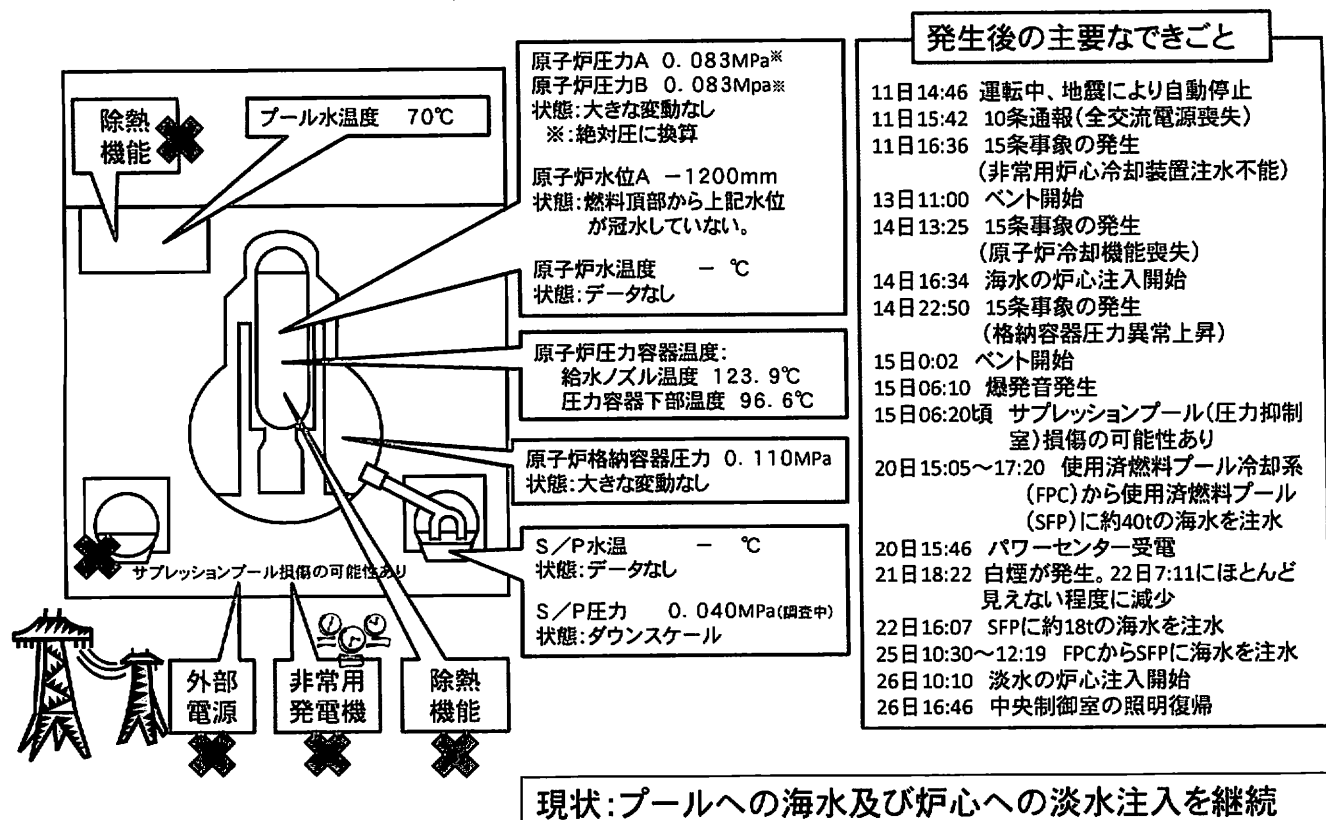 除熱
機能
プール水温度 70℃
原子炉圧力A 0.083MPa※
原子炉圧力B 0.083Mpa※
状態:大きな変動なし
※:絶対圧に換算
原子炉水位A －1200mm
状態:燃料頂部から上記水位
が冠水していない。
原子炉水温度 － ℃
状態:データなし
原子炉圧力容器温度:
給水ノズル温度 123.9℃
圧力容器下部温度 96.6℃
原子炉格納容器圧力 0.110MPa
状態:大きな変動なし
S／P水温 － ℃
状態:データなし
S／P圧力 0.040MPa(調査中)
状態:ダウンスケール
サプレッションプール損傷の可能性あり
外部
電源
非常用
発電機
除熱
機能
発生後の主要なできごと
11日14:46 運転中、地震により自動停止
11日15:42 10条通報(全交流電源喪失)
11日16:36 15条事象の発生
(非常用炉心冷却装置注水不能)
13日11:00 ベント開始
14日13:25 15条事象の発生
(原子炉冷却機能喪失)
14日16:34 海水の炉心注入開始
14日22:50 15条事象の発生
(格納容器圧力異常上昇)
15日0:02 ベント開始
15日06:10 爆発音発生
15日06:20頃 サプレッションプール(圧力抑制
室)損傷の可能性あり
20日15:05～17:20 使用済燃料プール冷却系
(FPC)から使用済燃料プール
(SFP)に約40tの海水を注水
20日15:46 パワーセンター受電
21日18:22 白煙が発生。22日7:11にほとんど
見えない程度に減少
22日16:07 SFPに約18tの海水を注水
25日10:30～12:19 FPCからSFPに海水を注水
26日10:10 淡水の炉心注入開始
26日16:46 中央制御室の照明復帰
現状:プールへの海水及び炉心への淡水注入を継続